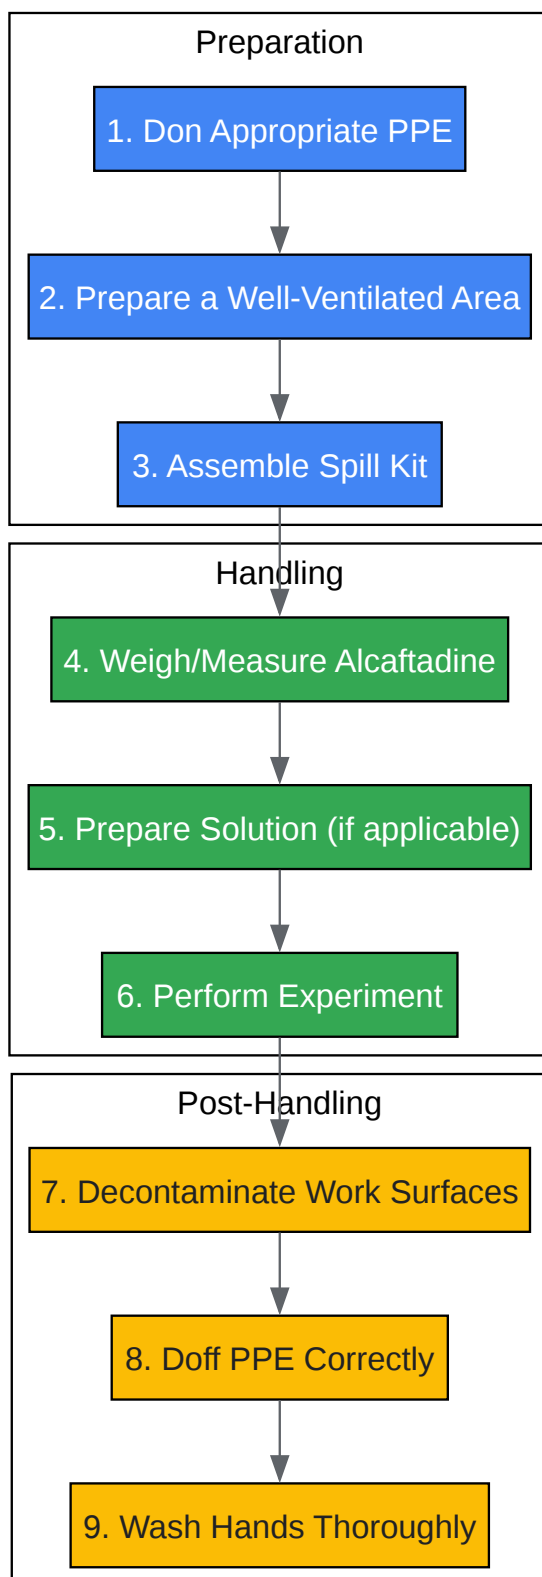 Preparation
1. Don Appropriate PPE
2. Prepare a Well-Ventilated Area
3. Assemble Spill Kit
Handling
4. Weigh/Measure Alcaftadine
5. Prepare Solution (if applicable)
6. Perform Experiment
Post-Handling
7. Decontaminate Work Surfaces
8. Doff PPE Correctly
9. Wash Hands Thoroughly